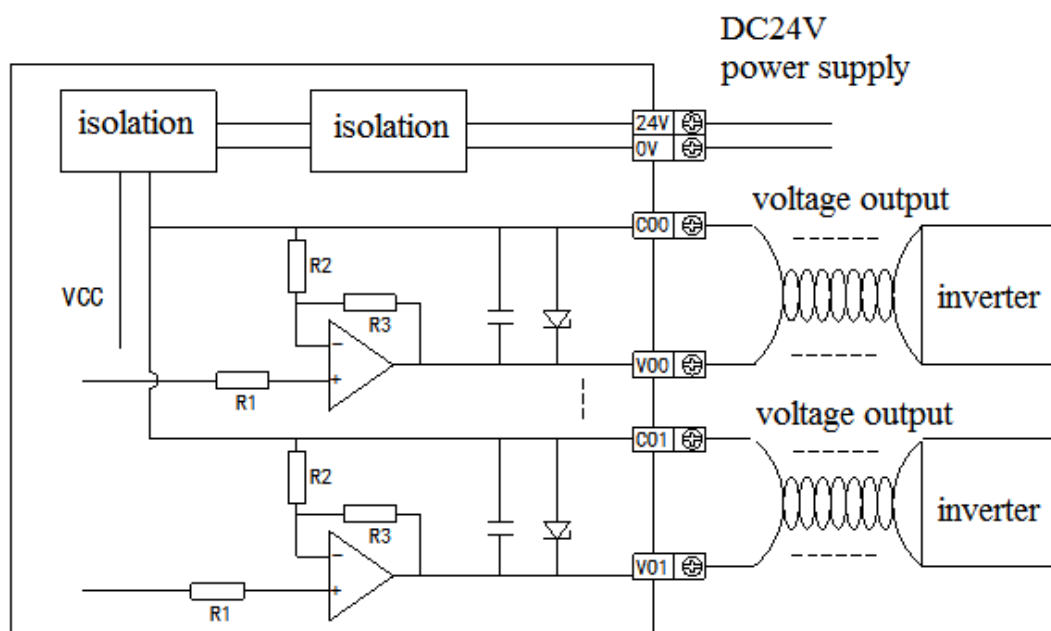 DC24V
power supply
isolation
isolation
24V
0V
voltage output
C00
R2
VCC
R3
inverter
−
+
V00
R1
voltage output
C01
R2
R3
inverter
−
+
V01
R1